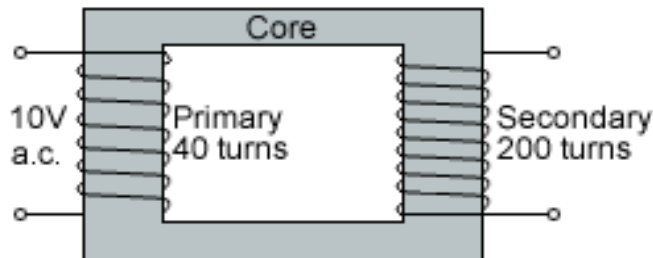 Core
10V
a.c.
Primary
40 turns
Secondary
200 turns